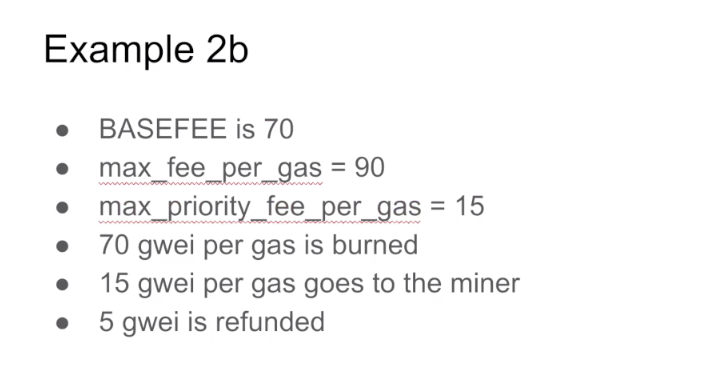 Example 2b
● BASEFEE is 70
● max_fee_per_gas = 90
● max_priority_fee_per_gas = 15
● 70 gwei per gas is burned
● 15 gwei per gas goes to the miner
● 5 gwei is refunded